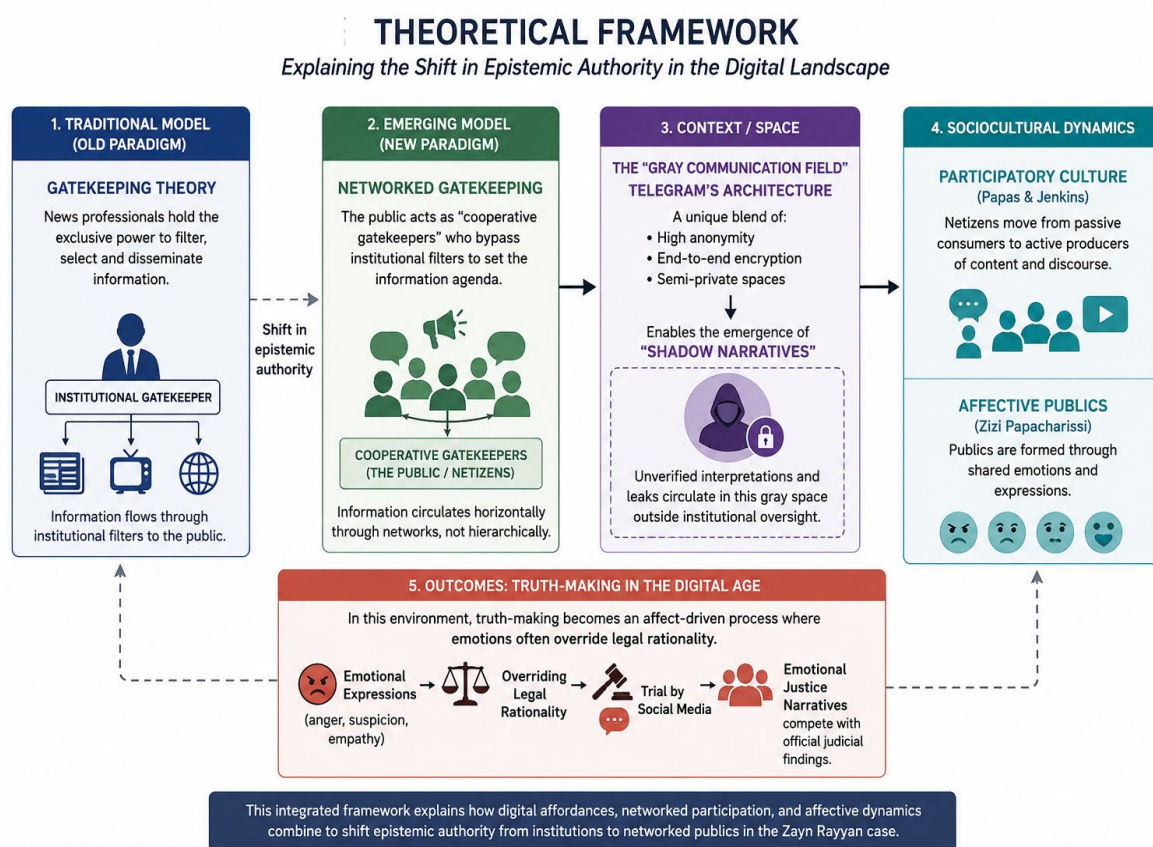 THEORETICAL FRAMEWORK
Explaining the Shift in Epistemic Authority in the Digital Landscape
1. TRADITIONAL MODEL
(OLD PARADIGM)
GATEKEEPING THEORY
News professionals hold the
exclusive power to filter,
select and disseminate
information.
INSTITUTIONAL GATEKEEPER
Information flows through
institutional filters to the public.
Shift in
epistemic
authority
2. EMERGING MODEL
(NEW PARADIGM)
NETWORKED GATEKEEPING
The public acts as “cooperative
gatekeepers” who bypass
institutional filters to set the
information agenda.
COOPERATIVE GATEKEEPERS
(THE PUBLIC / NETIZENS)
Information circulates horizontally
through networks, not hierarchically.
3. CONTEXT / SPACE
THE “GRAY COMMUNICATION FIELD”
TELEGRAM’S ARCHITECTURE
A unique blend of:
• High anonymity
• End-to-end encryption
• Semi-private spaces
Enables the emergence of
“SHADOW NARRATIVES”
Unverified interpretations and
leaks circulate in this gray space
outside institutional oversight.
4. SOCIOCULTURAL DYNAMICS
PARTICIPATORY CULTURE
(Papas & Jenkins)
Netizens move from passive
consumers to active producers
of content and discourse.
AFFECTIVE PUBLICS
(Zizi Papacharissi)
Publics are formed through
shared emotions and
expressions.
5. OUTCOMES: TRUTH-MAKING IN THE DIGITAL AGE
In this environment, truth-making becomes an affect-driven process where
emotions often override legal rationality.
Emotional
Expressions
(anger, suspicion,
empathy)
Overriding
Legal
Rationality
Trial by
Social Media
Emotional
Justice
Narratives
compete with
official judicial
findings.
This integrated framework explains how digital affordances, networked participation, and affective dynamics
combine to shift epistemic authority from institutions to networked publics in the Zayn Rayyan case.